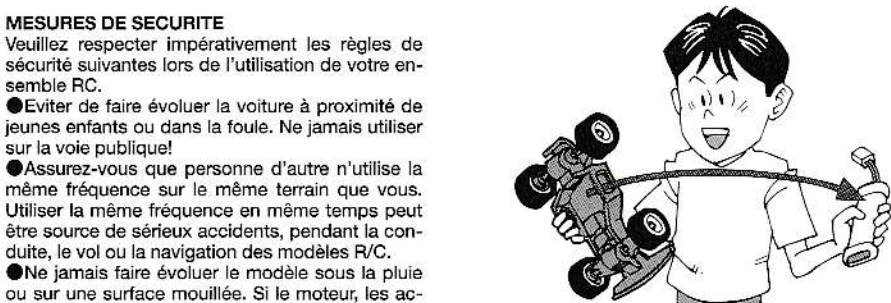 MESURES DE SECURITE
Veuillez respecter impérativement les règles de
sécurité suivantes lors de l'utilisation de votre en-
semble RC.
●Eviter de faire évoluer la voiture à proximité de
jeunes enfants ou dans la foule. Ne jamais utiliser
sur la voie publique!
●Assurez-vous que personne d'autre n'utilise la
même fréquence sur le même terrain que vous.
Utiliser la même fréquence en même temps peut
être source de sérieux accidents, pendant la con-
duite, le vol ou la navigation des modèles R/C.
●Ne jamais faire évoluer le modèle sous la pluie
ou sur une surface mouillée. Si le moteur, les ac-